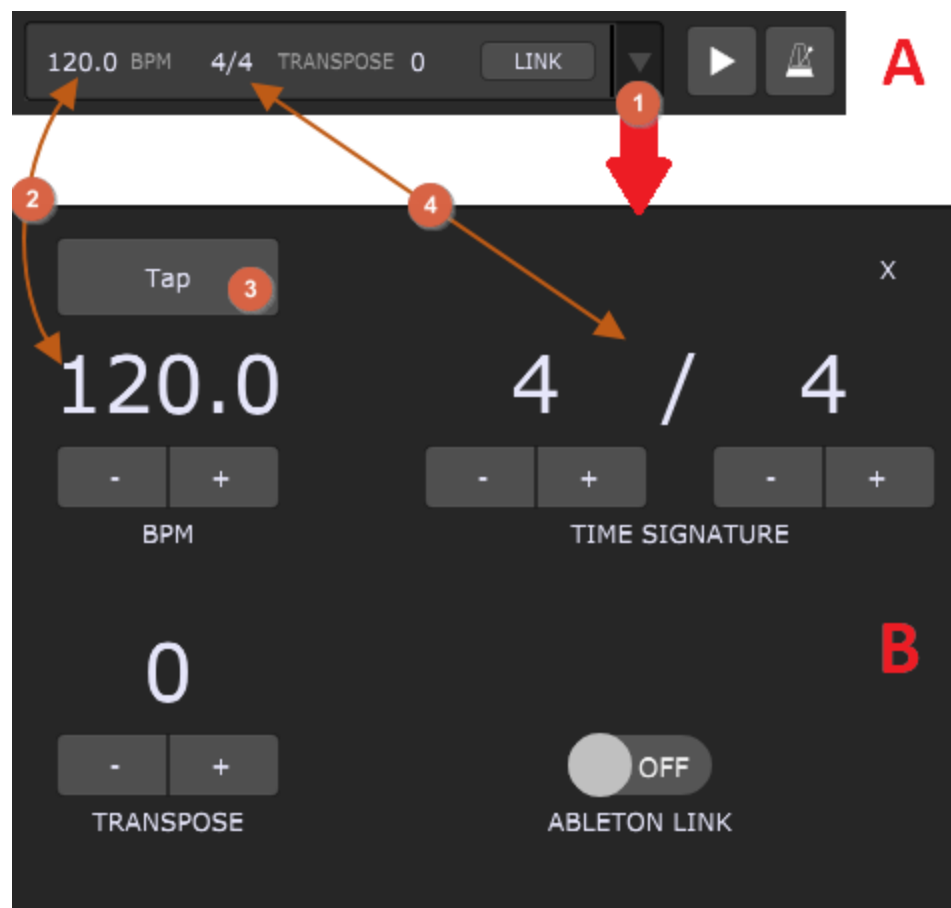 120.0 BPM 4/4 TRANSPOSE 0 LINK A
1
2
4
Tap 3 X
120.0 4 / 4
- + - + - +
BPM TIME SIGNATURE
B
0
- + OFF
TRANSPOSE ABLETON LINK